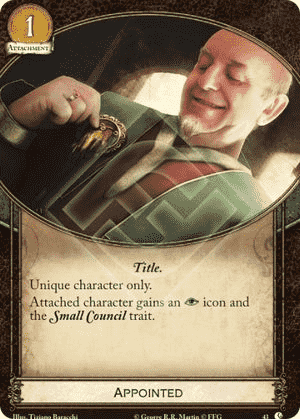 1
ATTACHMENT
Title.
Unique character only.
Attached character gains an icon and
the Small Council trait.
APPOINTED
Illus. Tiziano Baracchi © George R.R. Martin © FFG 43